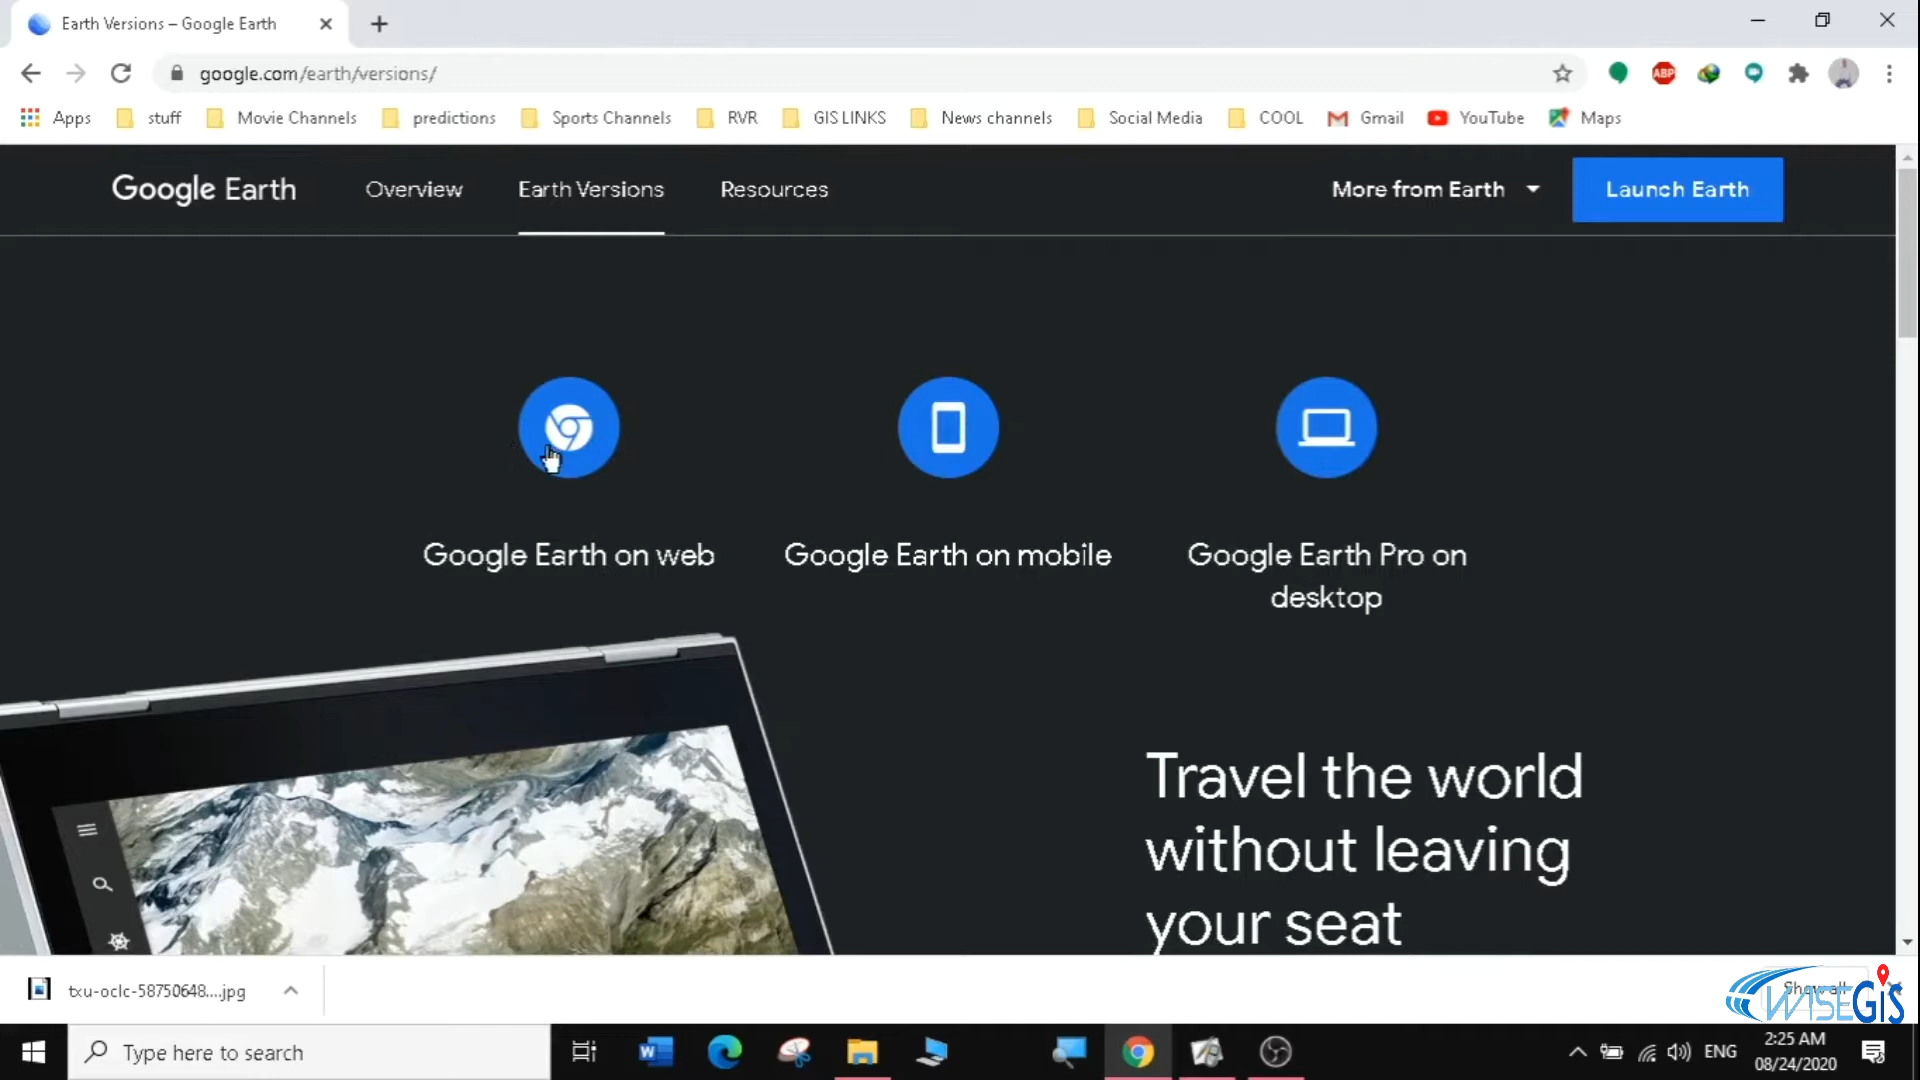 Earth Versions – Google Earth
google.com/earth/versions/
ABP
Apps stuff Movie Channels predictions Sports Channels RVR GIS LINKS News channels Social Media COOL Gmail YouTube Maps
Google Earth Overview Earth Versions Resources More from Earth Launch Earth
Google Earth on web
Google Earth on mobile
Google Earth Pro on
desktop
Travel the world
without leaving
your seat
txu-oclc-58750648....jpg
Show all
WISEGiS
Type here to search
ENG
2:25 AM
08/24/2020